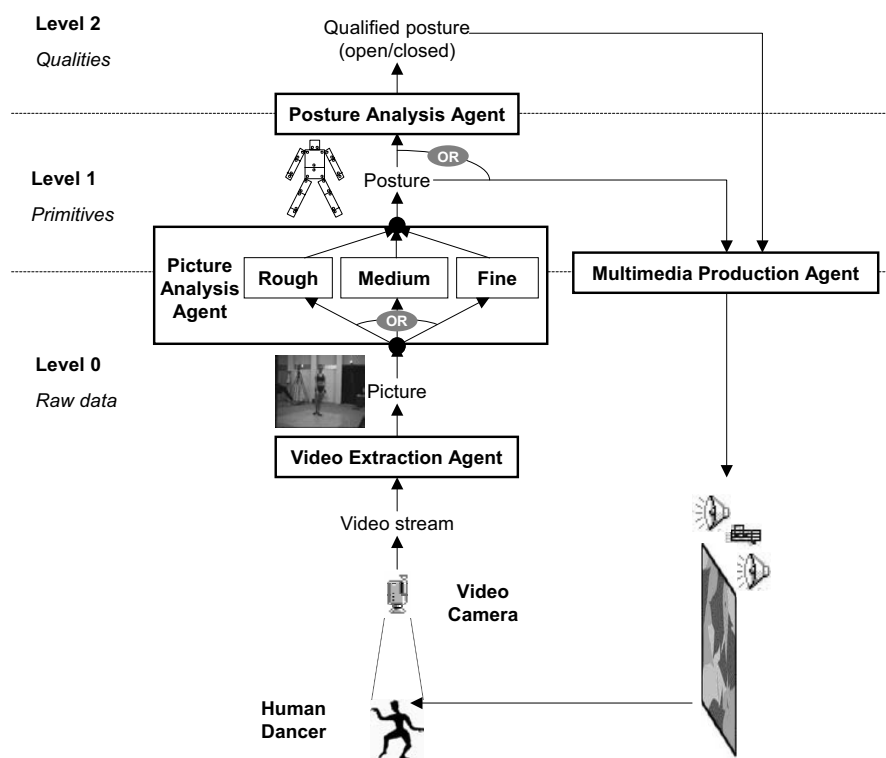 Level 2
Qualities
Qualified posture
(open/closed)
Posture Analysis Agent
OR
Level 1
Primitives
Posture
Picture
Analysis
Agent
Rough
Medium
Fine
OR
Multimedia Production Agent
Level 0
Raw data
Picture
Video Extraction Agent
Video stream
Video
Camera
Human
Dancer